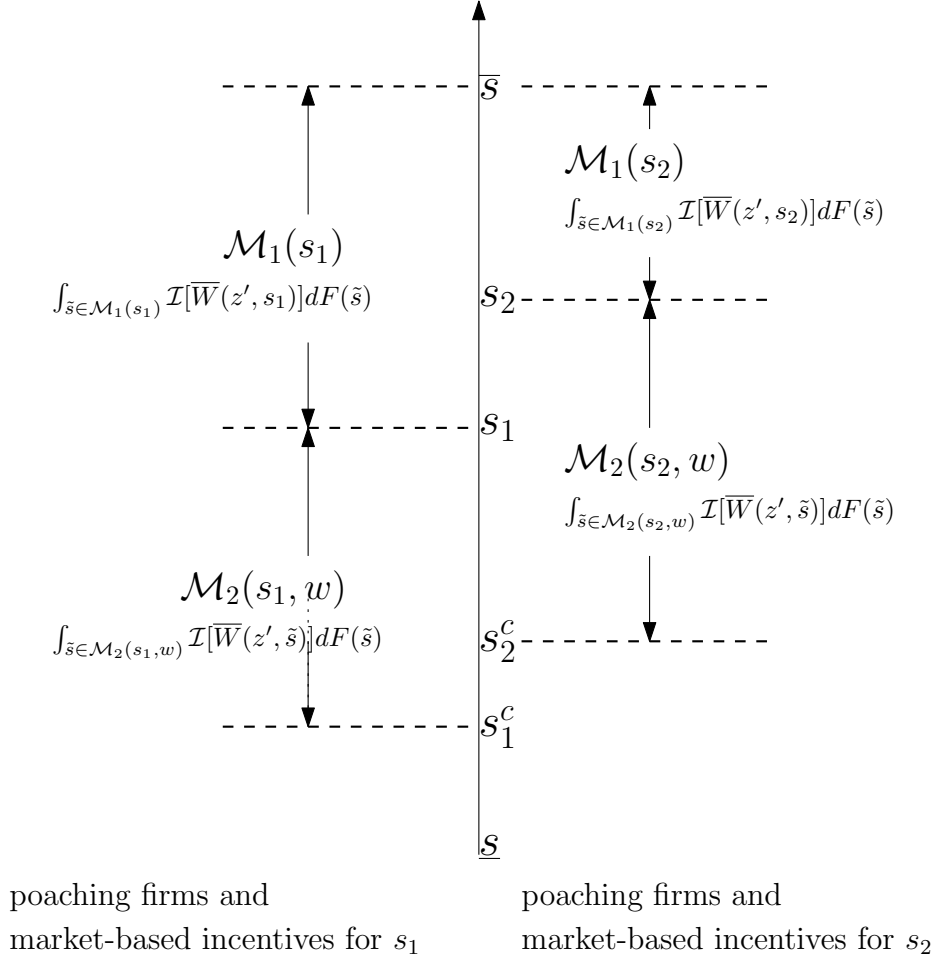 s̅
ℳ₁(s₂)
∫_{s̃∈ℳ₁(s₂)} ℐ[W̅(z′, s₂)]dF(s̃)
ℳ₁(s₁)
∫_{s̃∈ℳ₁(s₁)} ℐ[W̅(z′, s₁)]dF(s̃)
s₂
s₁
ℳ₂(s₂, w)
∫_{s̃∈ℳ₂(s₂,w)} ℐ[W̅(z′, s̃)]dF(s̃)
ℳ₂(s₁, w)
∫_{s̃∈ℳ₂(s₁,w)} ℐ[W̅(z′, s̃)]dF(s̃)
s₂ᶜ
s₁ᶜ
s̲
poaching firms and
market-based incentives for s₁
poaching firms and
market-based incentives for s₂